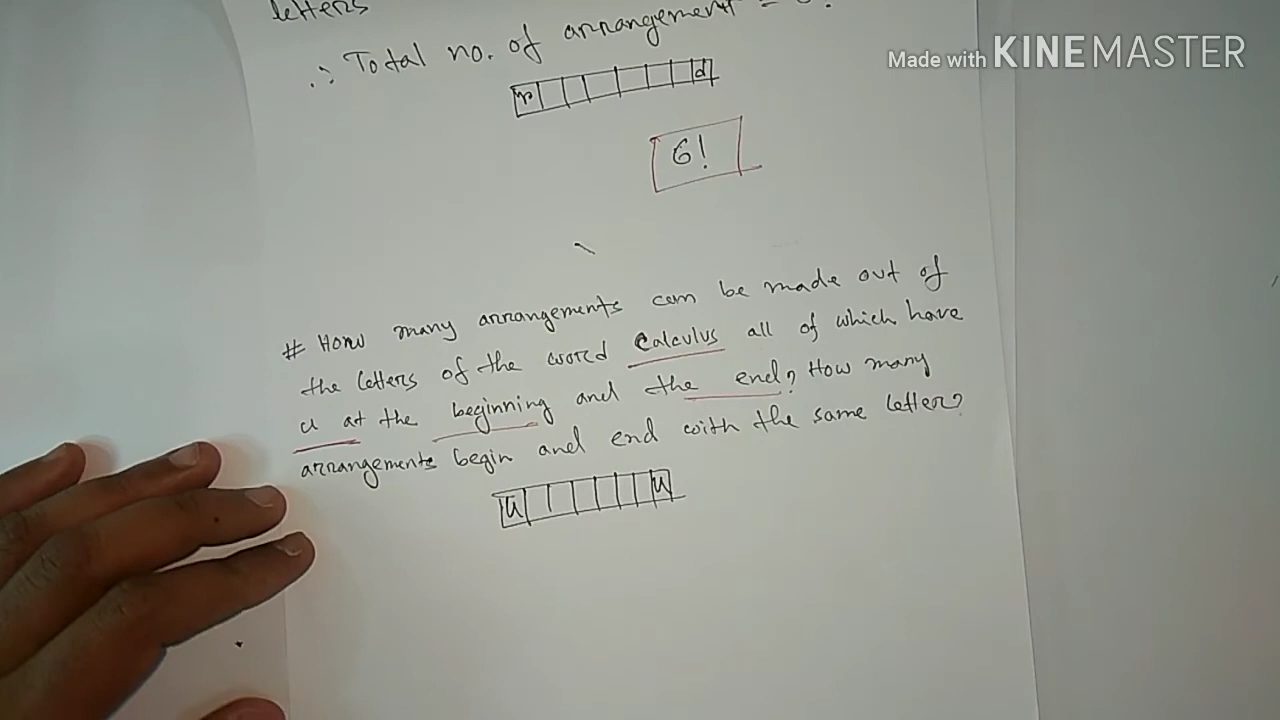 letters
∴ Total no. of arrangement =
Made with KINEMASTER
r d
6!
# How many arrangements can be made out of
the letters of the word calculus all of which have
u at the beginning and the end? How many
arrangements begin and end with the same letter?
u u